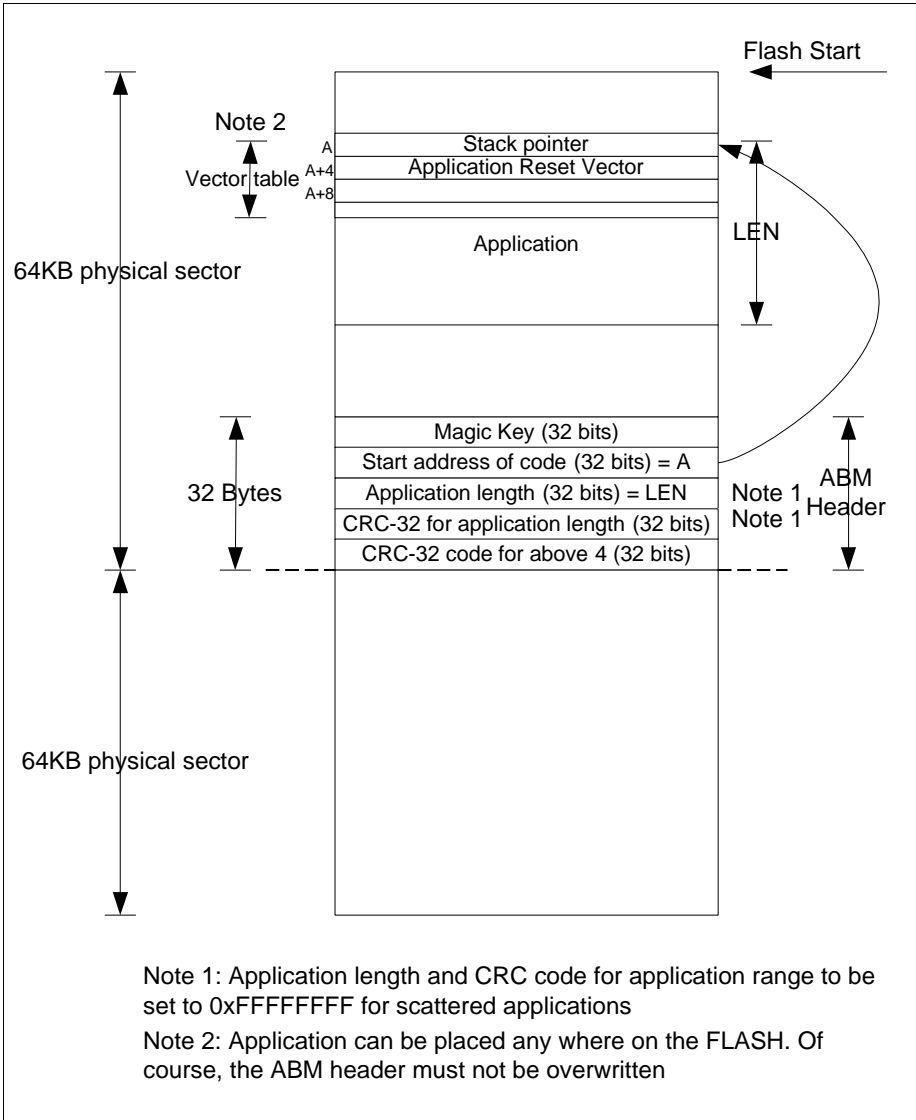 Flash Start
Note 2
A
Stack pointer
A+4
Application Reset Vector
Vector table
A+8
Application
LEN
64KB physical sector
Magic Key (32 bits)
Start address of code (32 bits) = A
Application length (32 bits) = LEN
CRC-32 for application length (32 bits)
CRC-32 code for above 4 (32 bits)
32 Bytes
Note 1
Note 1
ABM
Header
64KB physical sector
Note 1: Application length and CRC code for application range to be
set to 0xFFFFFFFF for scattered applications
Note 2: Application can be placed any where on the FLASH. Of
course, the ABM header must not be overwritten